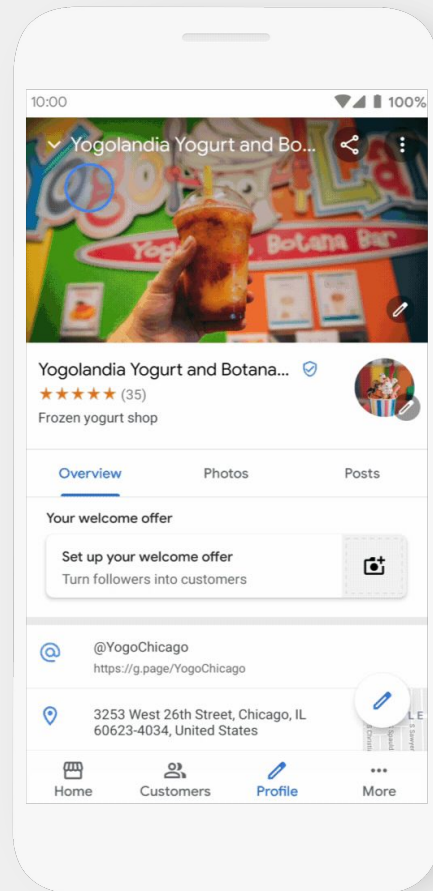 10:00 100%
Yogolandia Yogurt and Bo...
Botana Bar
Yogolandia Yogurt and Botana...
(35)
Frozen yogurt shop
Overview Photos Posts
Your welcome offer
Set up your welcome offer
Turn followers into customers
@YogoChicago
https://g.page/YogoChicago
3253 West 26th Street, Chicago, IL
60623-4034, United States
Home Customers Profile More